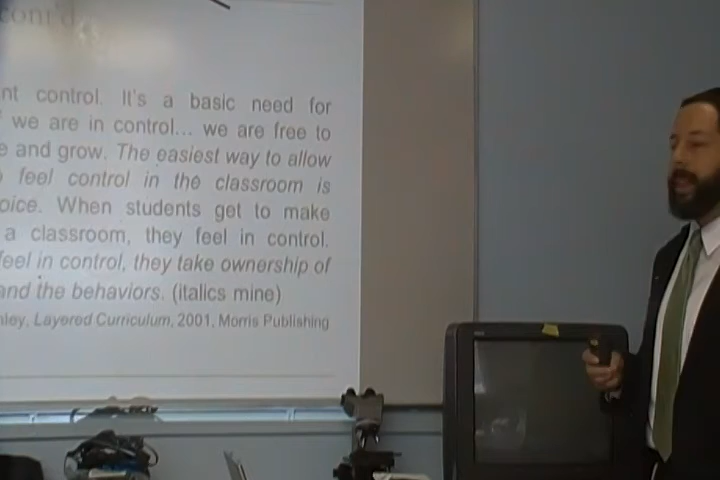 cont'd
nt control. It's a basic need for
we are in control... we are free to
e and grow. The easiest way to allow
feel control in the classroom is
oice. When students get to make
a classroom, they feel in control.
feel in control, they take ownership of
and the behaviors. (italics mine)
nley, Layered Curriculum, 2001, Morris Publishing